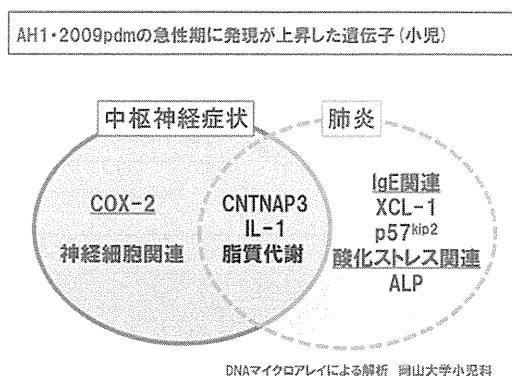 AH1・2009pdmの急性期に発現が上昇した遺伝子(小児)
中枢神経症状
肺炎
COX-2
神経細胞関連
CNTNAP3
IL-1
脂質代謝
IgE関連
XCL-1
p57kip2
酸化ストレス関連
ALP
DNAマイクロアレイによる解析 岡山大学小児科